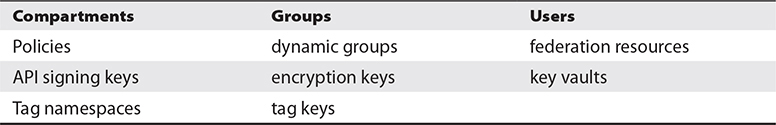 Compartments Groups Users
Policies dynamic groups federation resources
API signing keys encryption keys key vaults
Tag namespaces tag keys